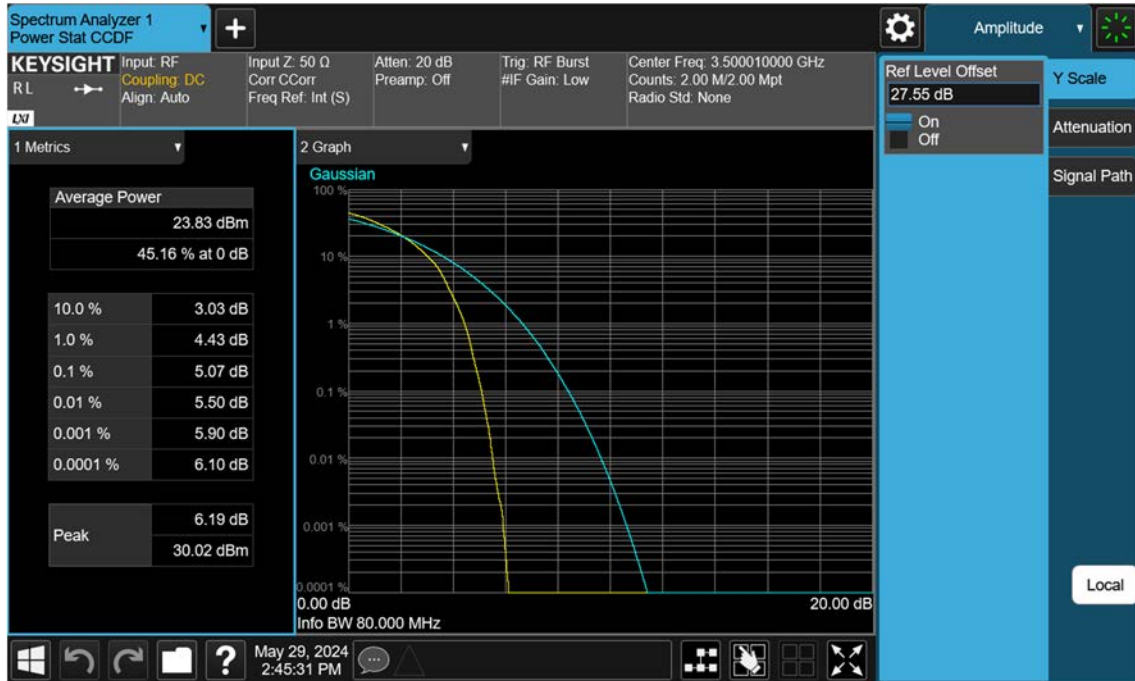 Spectrum Analyzer 1
Power Stat CCDF
+
Amplitude
KEYSIGHT
R L
LXI
Input: RF
Coupling: DC
Align: Auto
Input Z: 50 Ω
Corr CCorr
Freq Ref: Int (S)
Atten: 20 dB
Preamp: Off
Trig: RF Burst
#IF Gain: Low
Center Freq: 3.500010000 GHz
Counts: 2.00 M/2.00 Mpt
Radio Std: None
Ref Level Offset
27.55 dB
On
Off
Y Scale
Attenuation
Signal Path
1 Metrics
Average Power
23.83 dBm
45.16 % at 0 dB
10.0 % 3.03 dB
1.0 % 4.43 dB
0.1 % 5.07 dB
0.01 % 5.50 dB
0.001 % 5.90 dB
0.0001 % 6.10 dB
Peak
6.19 dB
30.02 dBm
2 Graph
Gaussian
100 %
10 %
1 %
0.1 %
0.01 %
0.001 %
0.0001 %
0.00 dB 20.00 dB
Info BW 80.000 MHz
Local
?
May 29, 2024
2:45:31 PM